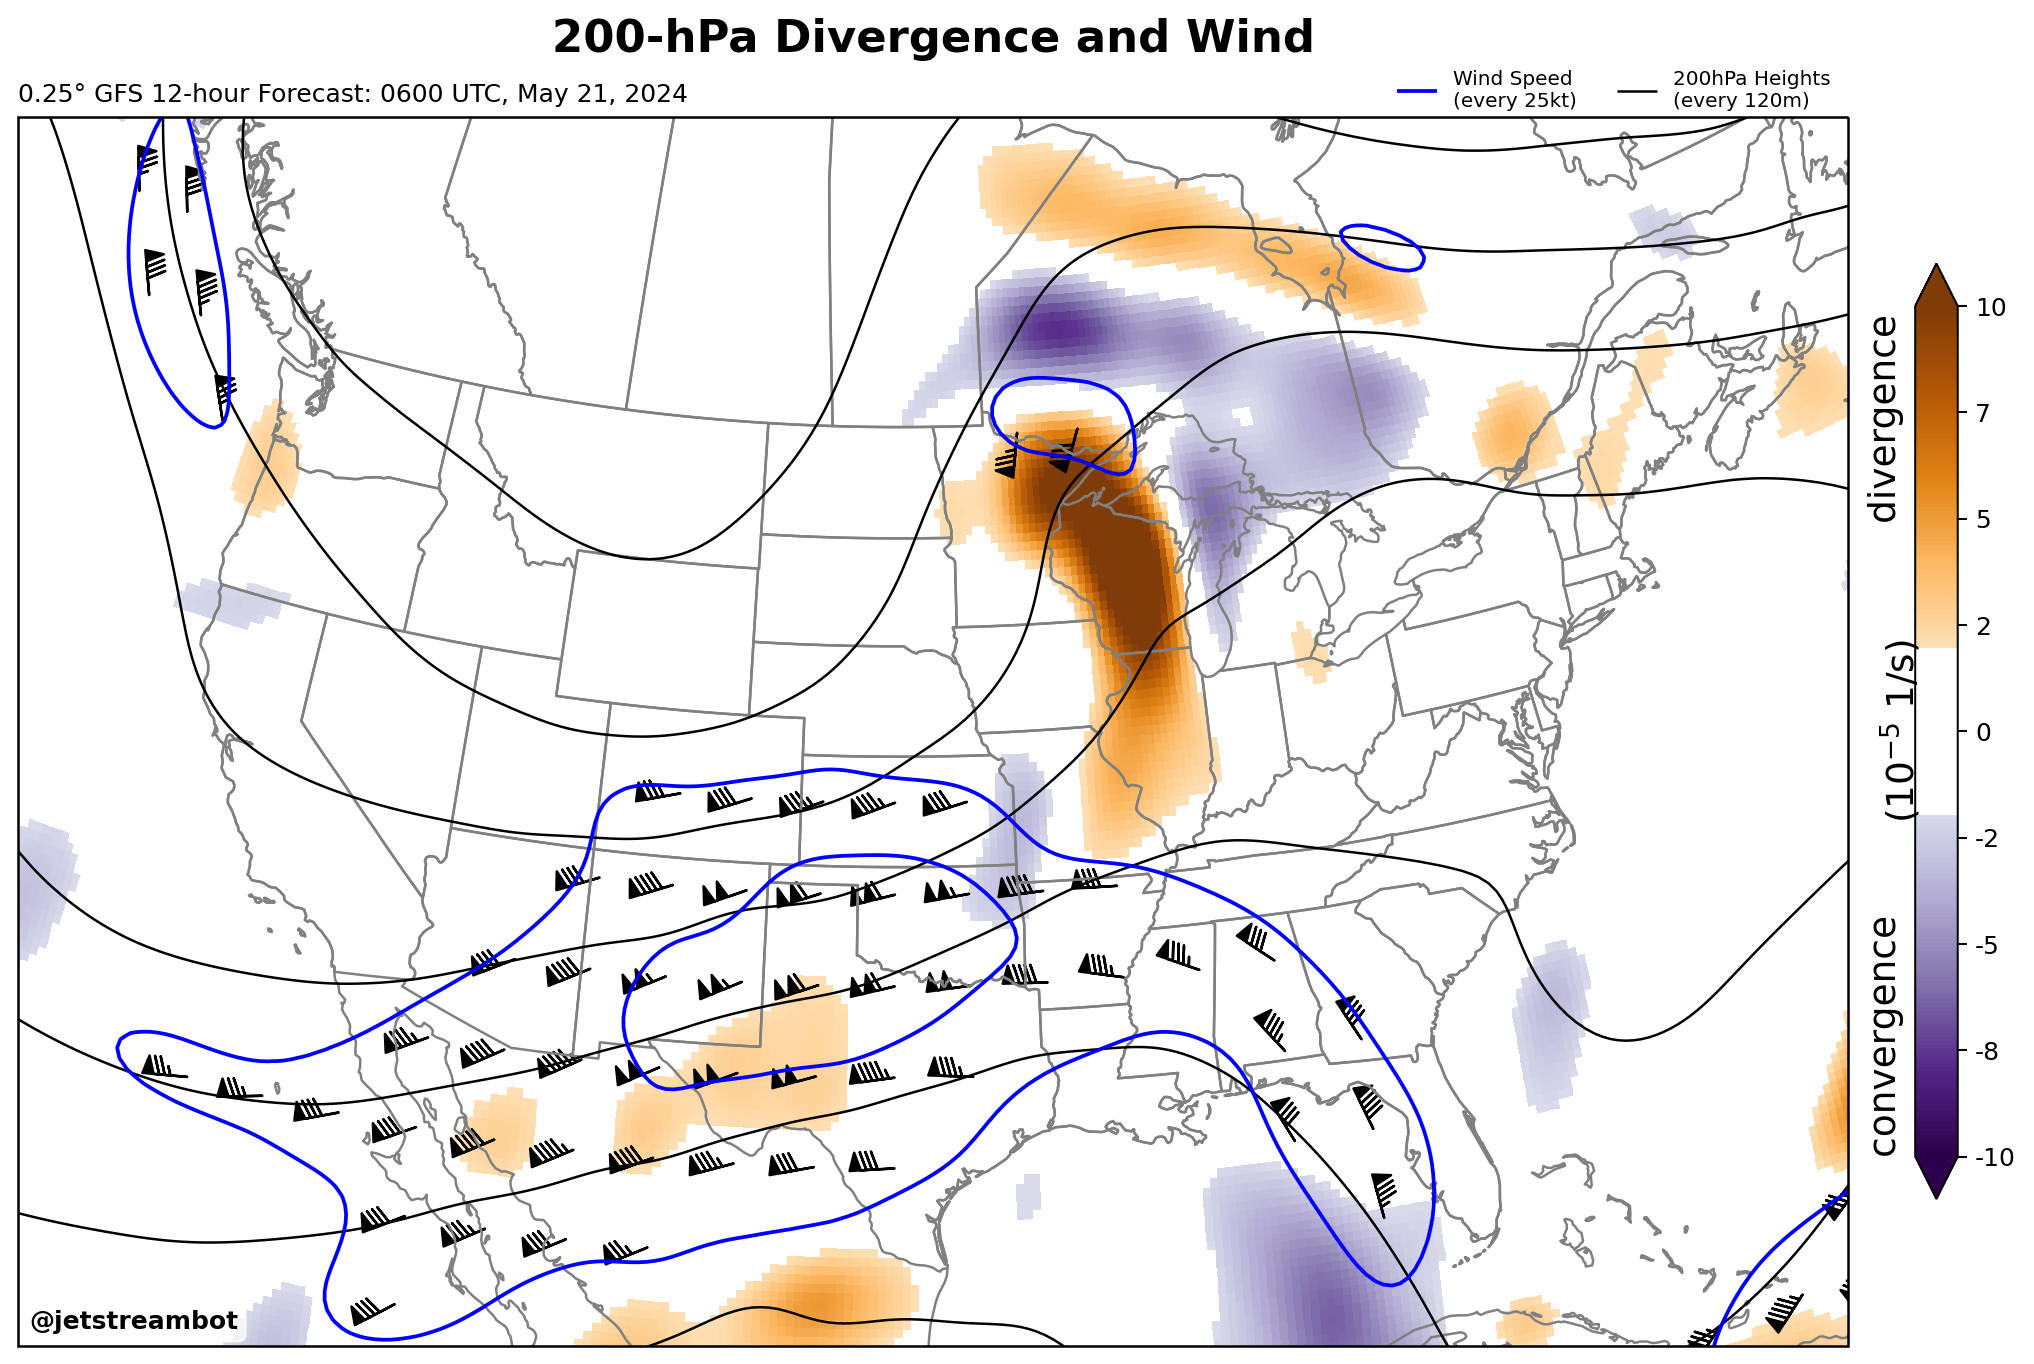 200-hPa Divergence and Wind
0.25° GFS 12-hour Forecast: 0600 UTC, May 21, 2024
Wind Speed
(every 25kt)
200hPa Heights
(every 120m)
divergence
(10⁻⁵ 1/s)
convergence
10
7
5
2
0
-2
-5
-8
-10
@jetstreambot